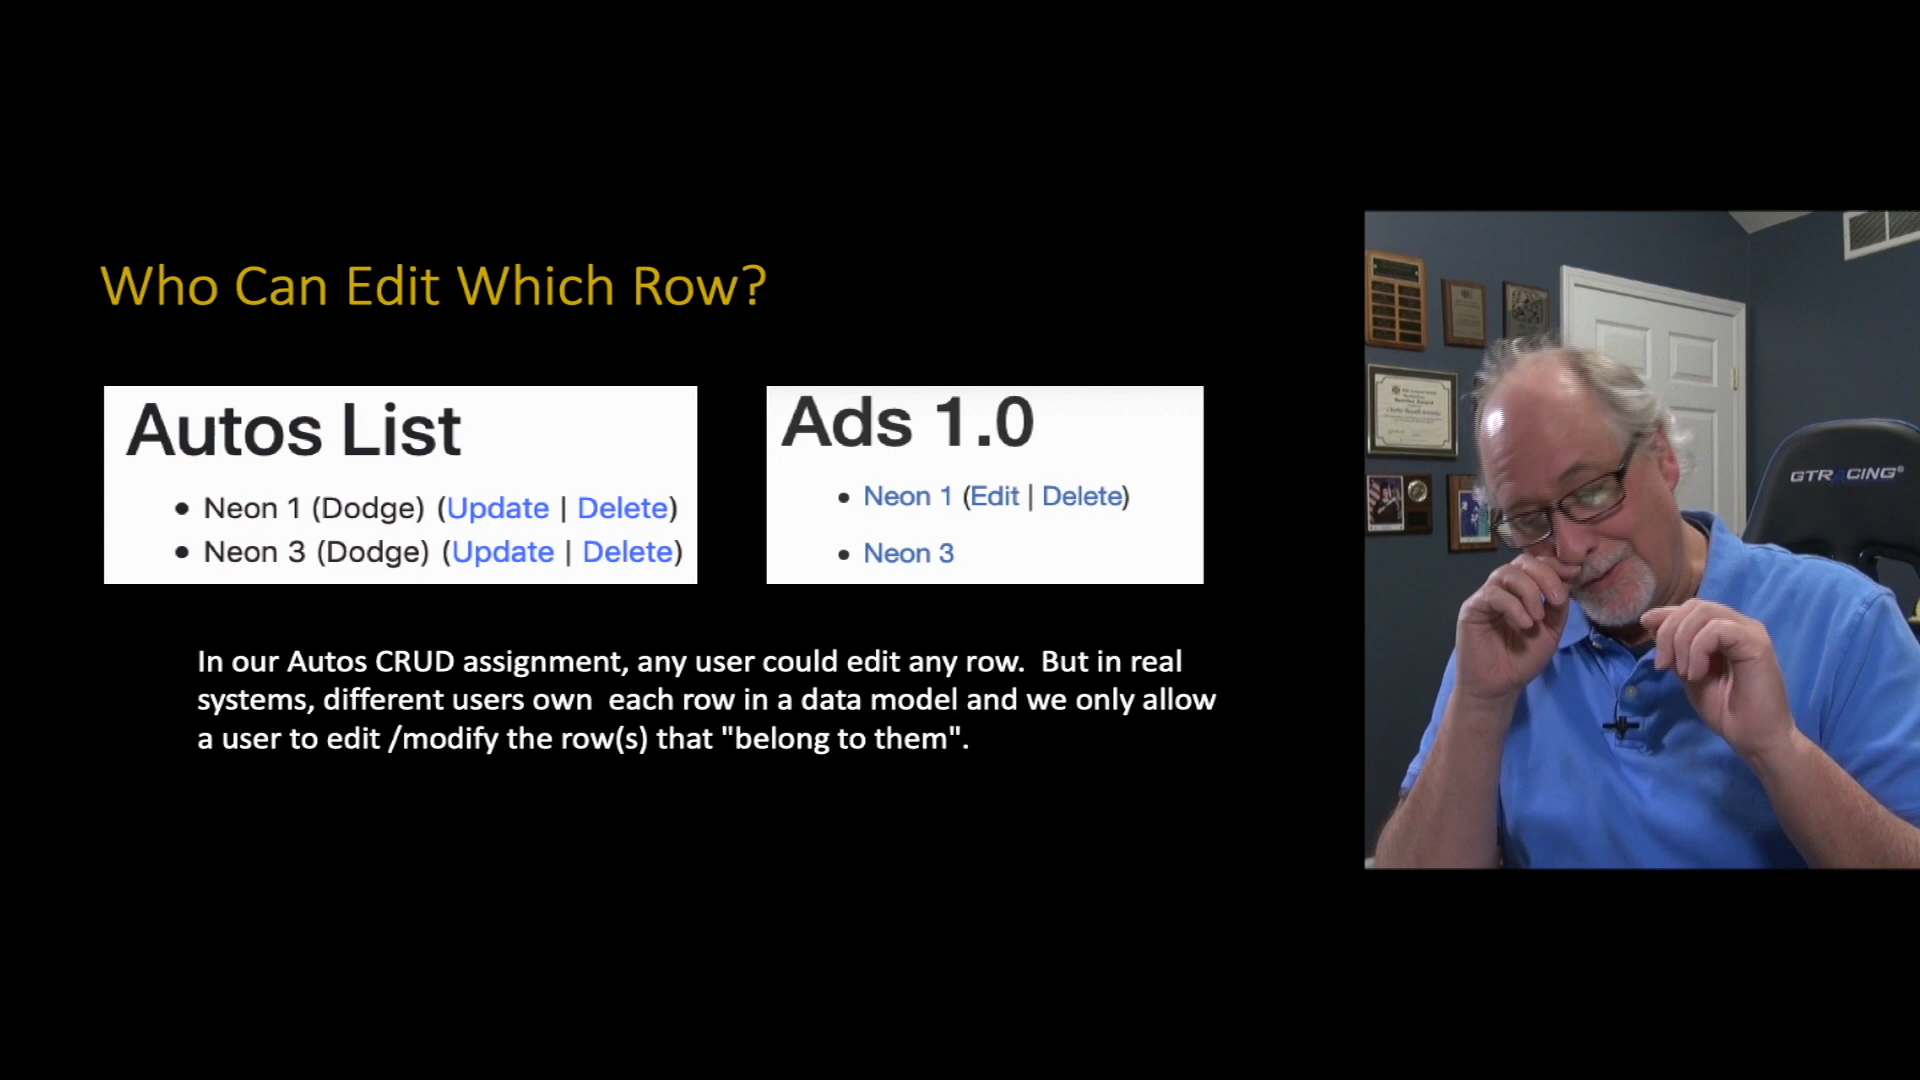 Who Can Edit Which Row?
Autos List
• Neon 1 (Dodge) (Update | Delete)
• Neon 3 (Dodge) (Update | Delete)
Ads 1.0
• Neon 1 (Edit | Delete)
• Neon 3
In our Autos CRUD assignment, any user could edit any row.  But in real
systems, different users own  each row in a data model and we only allow
a user to edit /modify the row(s) that "belong to them".
GTRACING®